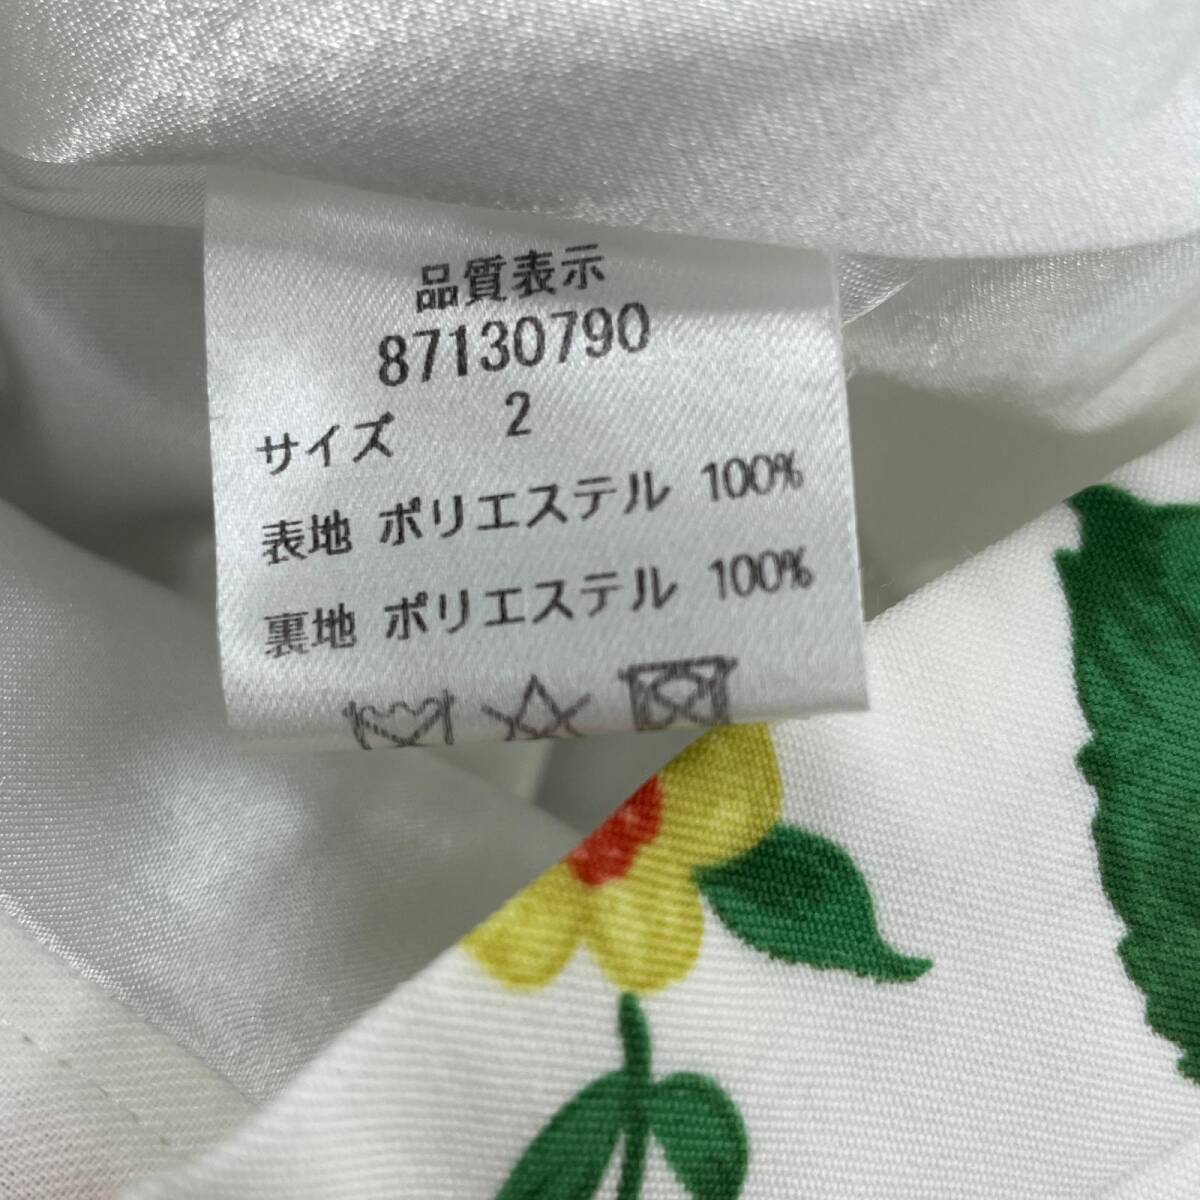 品質表示
87130790
サイズ 2
表地 ポリエステル 100%
裏地 ポリエステル 100%